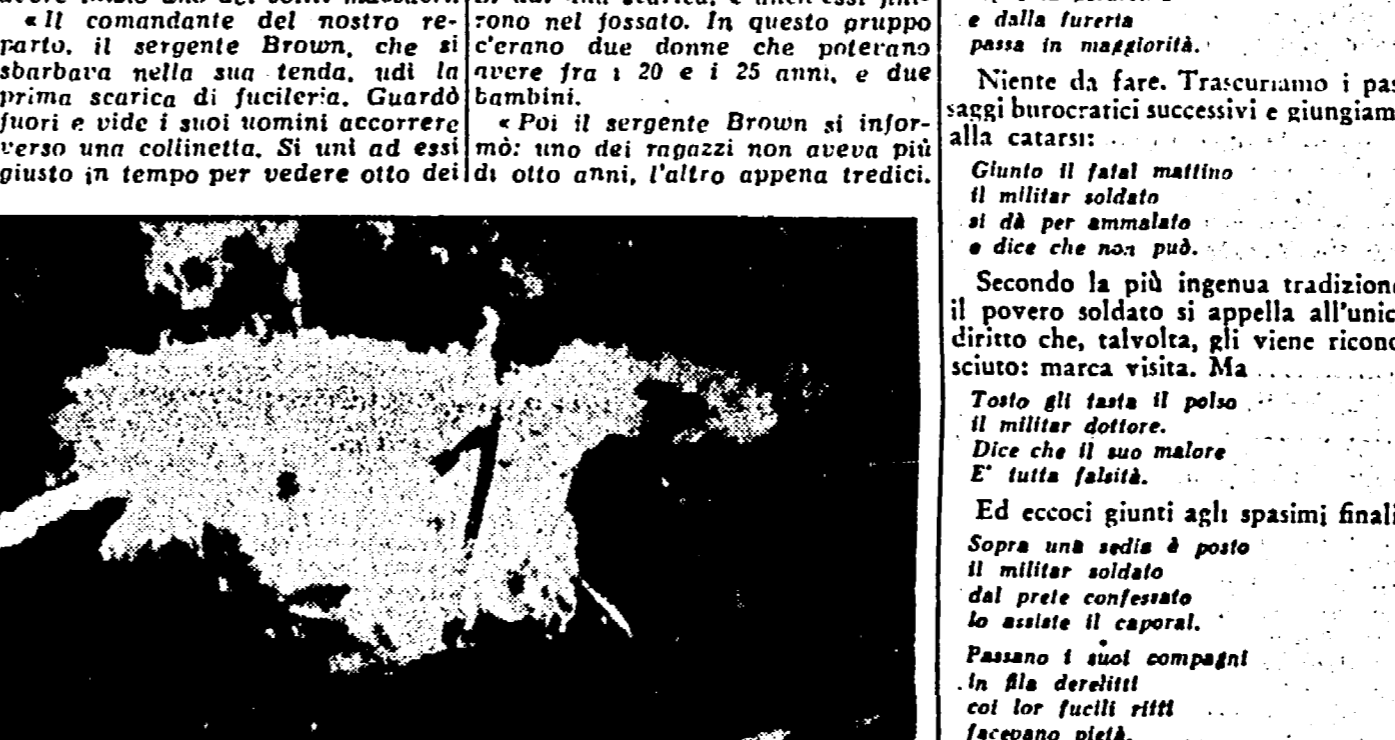 «Il comandante del nostro re-
parto, il sergente Brown, che si
sbarbava nella sua tenda, udì la
prima scarica di fucileria. Guardò
fuori e vide i suoi uomini accorrere
verso una collinetta. Si unì ad essi
giusto in tempo per vedere otto dei
rono nel fossato. In questo gruppo
c'erano due donne che poterano
avere fra i 20 e i 25 anni, e due
bambini.
«Poi il sergente Brown si infor-
mò: uno dei ragazzi non aveva più
di otto anni, l'altro appena tredici.
e dalla fureria
passa in maggiorità.
Niente da fare. Trascuriamo i pas
saggi burocratici successivi e giungiam
alla catarsi:
Giunto il fatal mattino
il militar soldato
si dà per ammalato
e dice che non può.
Secondo la più ingenua tradizione
il povero soldato si appella all'unic
diritto che, talvolta, gli viene ricono
sciuto: marca visita. Ma
Tosto gli tasta il polso
il militar dottore.
Dice che il suo malore
E' tutta falsità.
Ed eccoci giunti agli spasimi finali
Sopra una sedia è posto
il militar soldato
dal prete confessato
lo assiste il caporal.
Passano i suoi compagni
in fila derelitti
coi lor fucili ritti
facevano pietà.